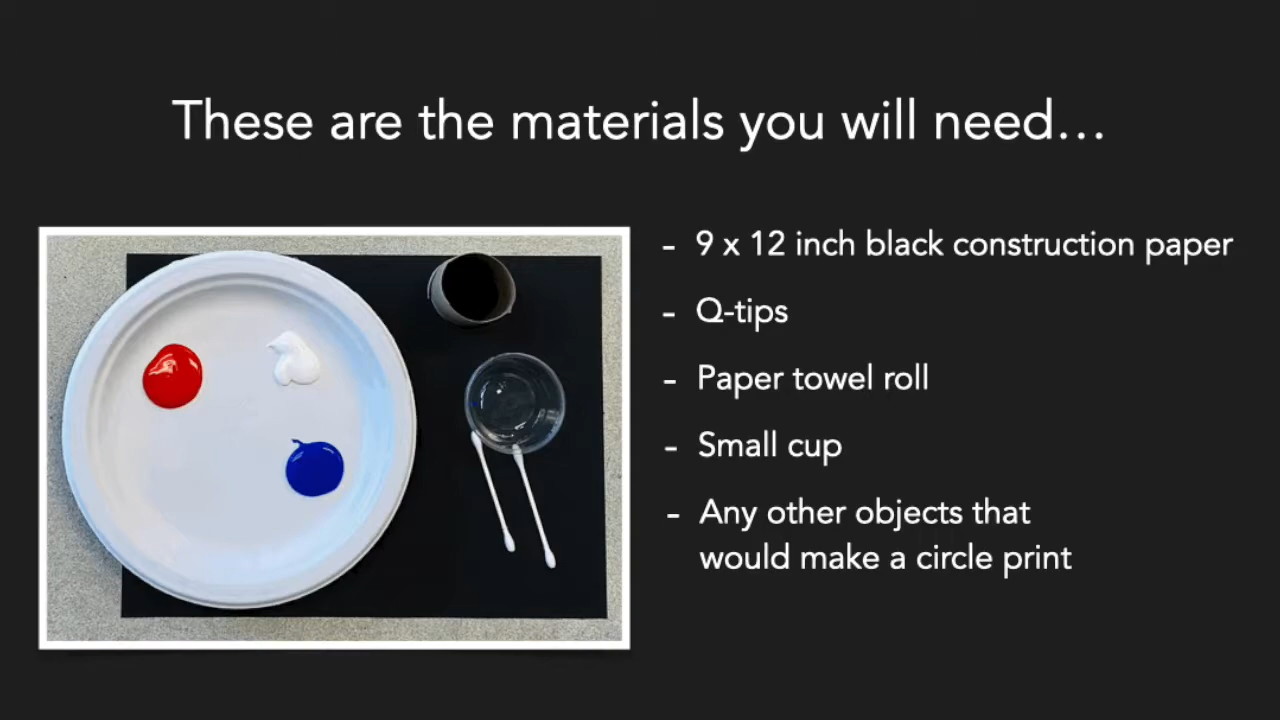 These are the materials you will need…
- 9 x 12 inch black construction paper
- Q-tips
- Paper towel roll
- Small cup
- Any other objects that
would make a circle print